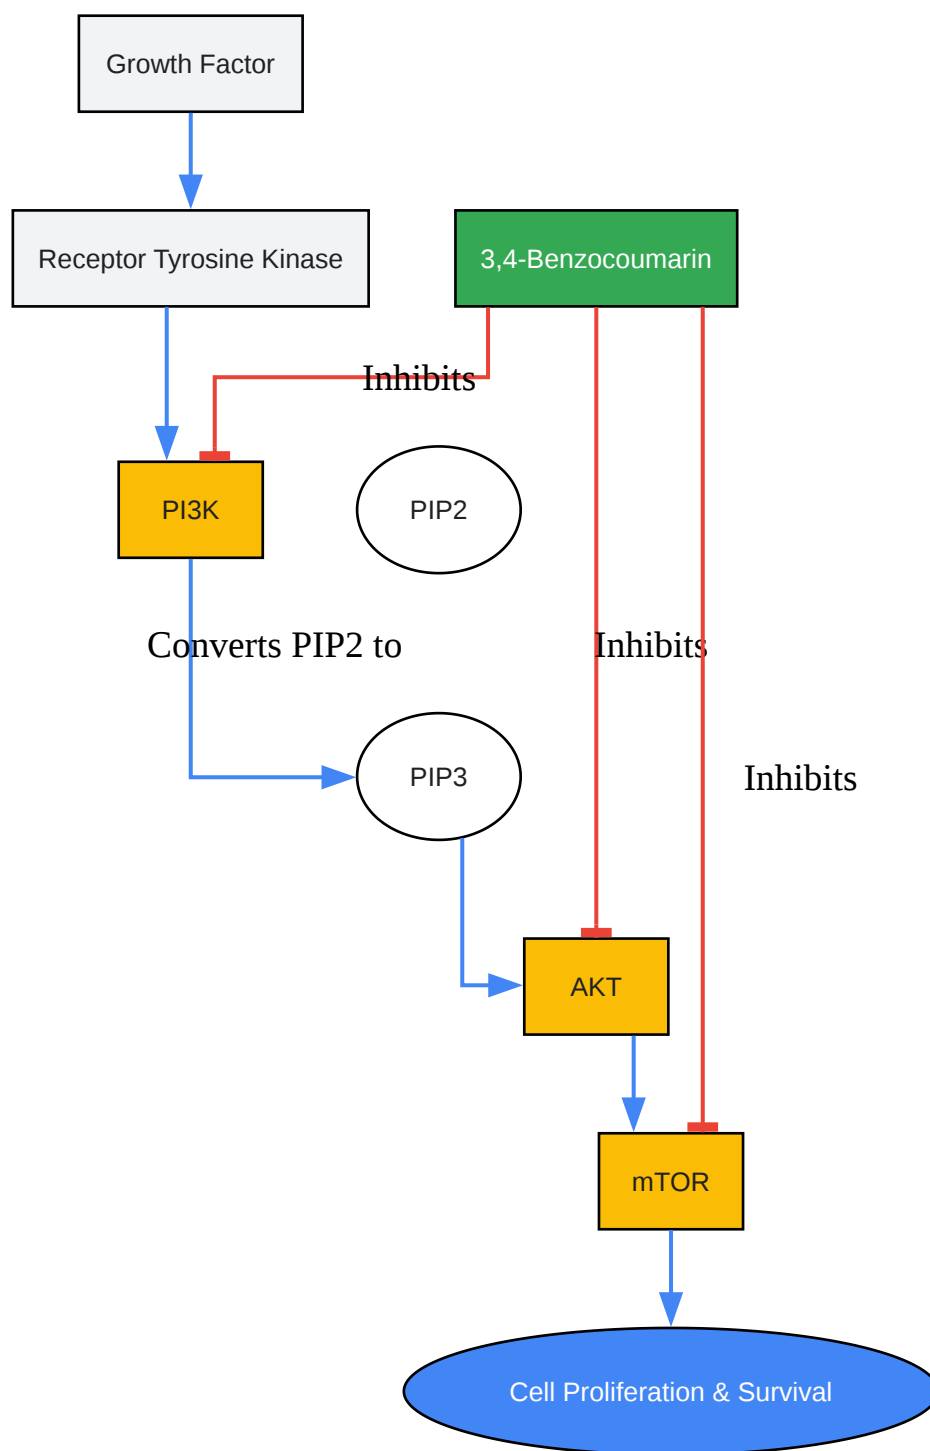 Growth Factor
Receptor Tyrosine Kinase
3,4-Benzocoumarin
Inhibits
PI3K
PIP2
Converts PIP2 to
Inhibits
PIP3
Inhibits
AKT
mTOR
Cell Proliferation & Survival